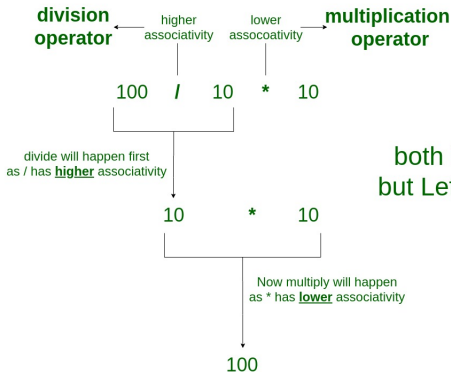 division
operator
higher
associativity
lower
assocoativity
multiplication
operator
100 / 10 * 10
divide will happen first
as / has higher associativity
both
but
10 * 10
Now multiply will happen
as * has lower associativity
100